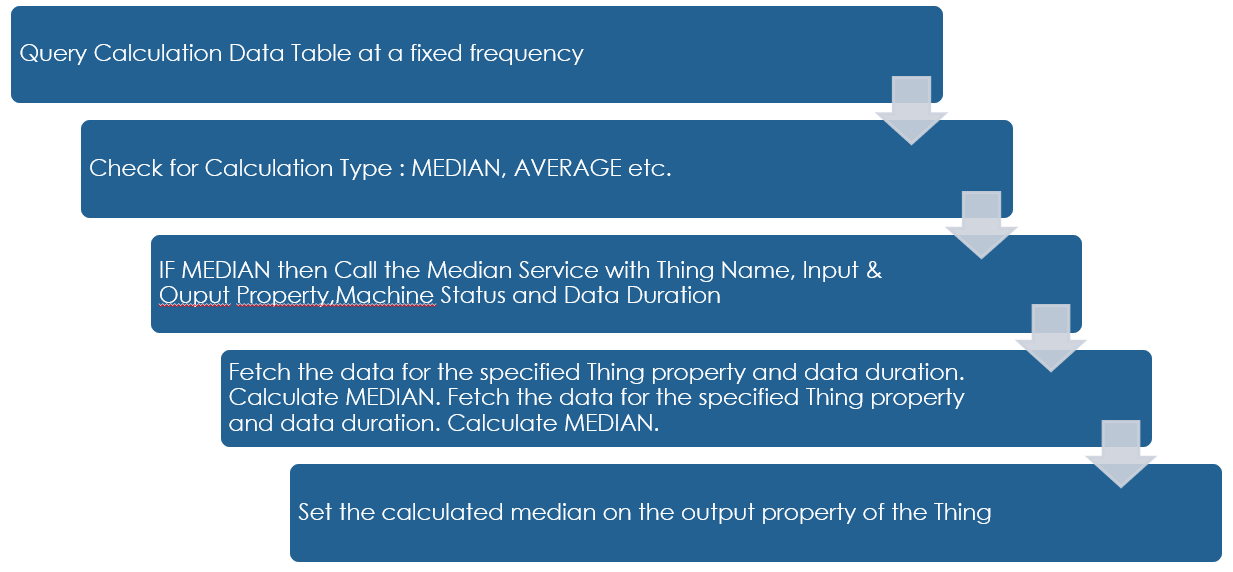 Query Calculation Data Table at a fixed frequency
Check for Calculation Type : MEDIAN, AVERAGE etc.
IF MEDIAN then Call the Median Service with Thing Name, Input &
Ouput Property,Machine Status and Data Duration
Fetch the data for the specified Thing property and data duration.
Calculate MEDIAN. Fetch the data for the specified Thing property
and data duration. Calculate MEDIAN.
Set the calculated median on the output property of the Thing